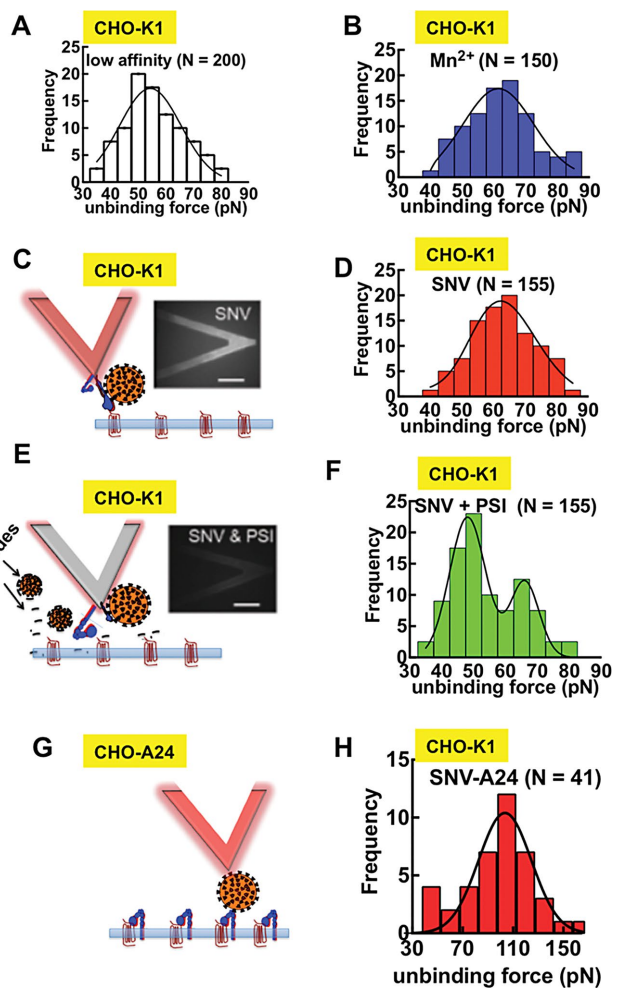 A
CHO-K1
low affinity (N = 200)
Frequency
25
20
15
10
5
0
30 40 50 60 70 80 90
unbinding force (pN)
B
CHO-K1
Mn2+ (N = 150)
Frequency
25
20
15
10
5
0
30 40 50 60 70 80 90
unbinding force (pN)
C
CHO-K1
SNV
D
CHO-K1
SNV (N = 155)
Frequency
25
20
15
10
5
0
30 40 50 60 70 80 90
unbinding force (pN)
E
CHO-K1
des
SNV & PSI
F
CHO-K1
SNV + PSI (N = 155)
Frequency
25
20
15
10
5
0
30 40 50 60 70 80 90
unbinding force (pN)
G
CHO-A24
H
CHO-K1
SNV-A24 (N = 41)
Frequency
15
10
5
0
30 70 110 150
unbinding force (pN)